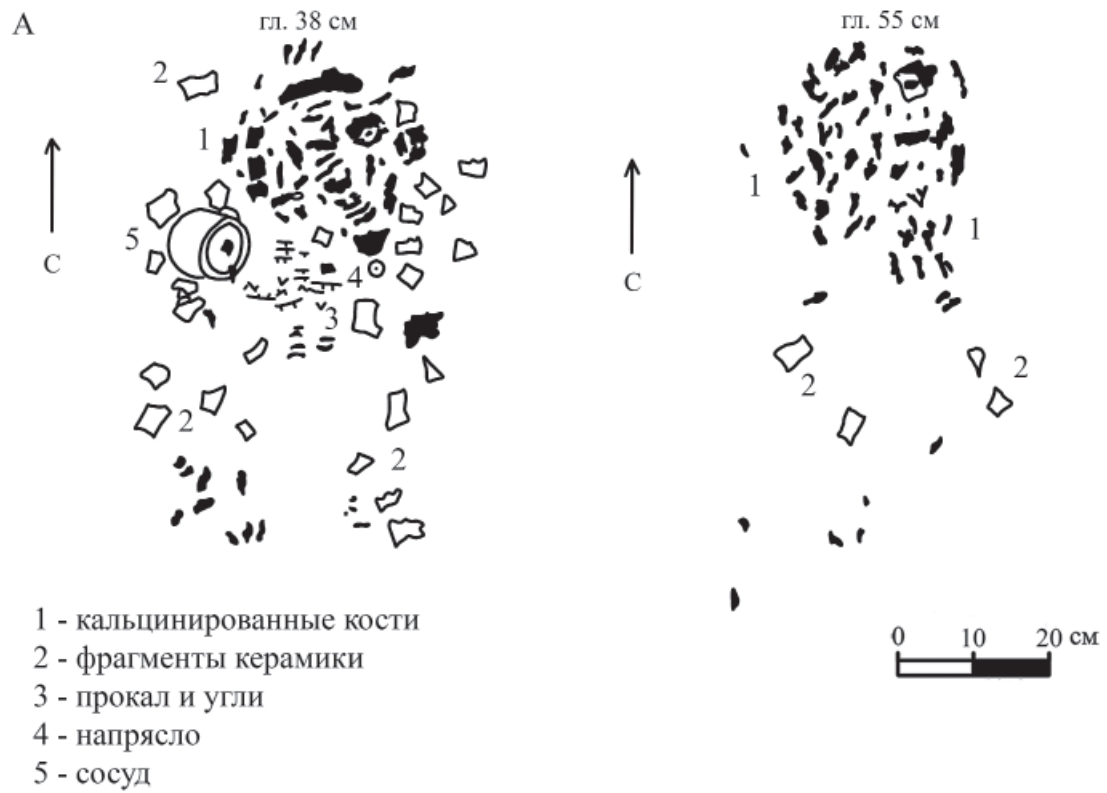 А
гл. 38 см
гл. 55 см
2
1
1
С
5
4
С
1
3
2
2
2
2
1 - кальцинированные кости
2 - фрагменты керамики
3 - прокал и угли
4 - напрясло
5 - сосуд
0 10 20 см